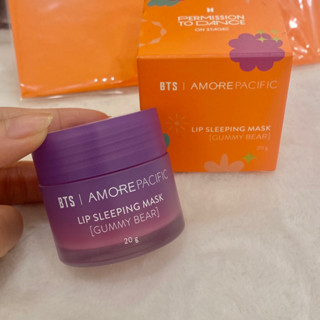 PERMISSION
TO DANCE
ON STAGE
BTS | AMOREPACIFIC
LIP SLEEPING MASK
[GUMMY BEAR]
20 g
BTS | AMOREPACIFIC
LIP SLEEPING MASK
[GUMMY BEAR]
20 g